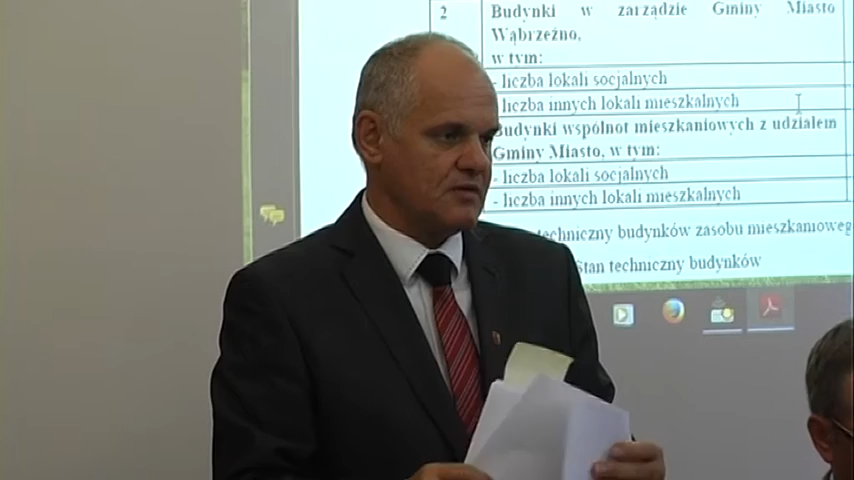 2 Budynki w zarządzie Gminy Miasto
Wąbrzeźno,
w tym:
- liczba lokali socjalnych
liczba innych lokali mieszkalnych
Budynki wspólnot mieszkaniowych z udziałem
Gminy Miasto, w tym:
- liczba lokali socjalnych
- liczba innych lokali mieszkalnych
techniczny budynków zasobu mieszkanioweg
Stan techniczny budynków